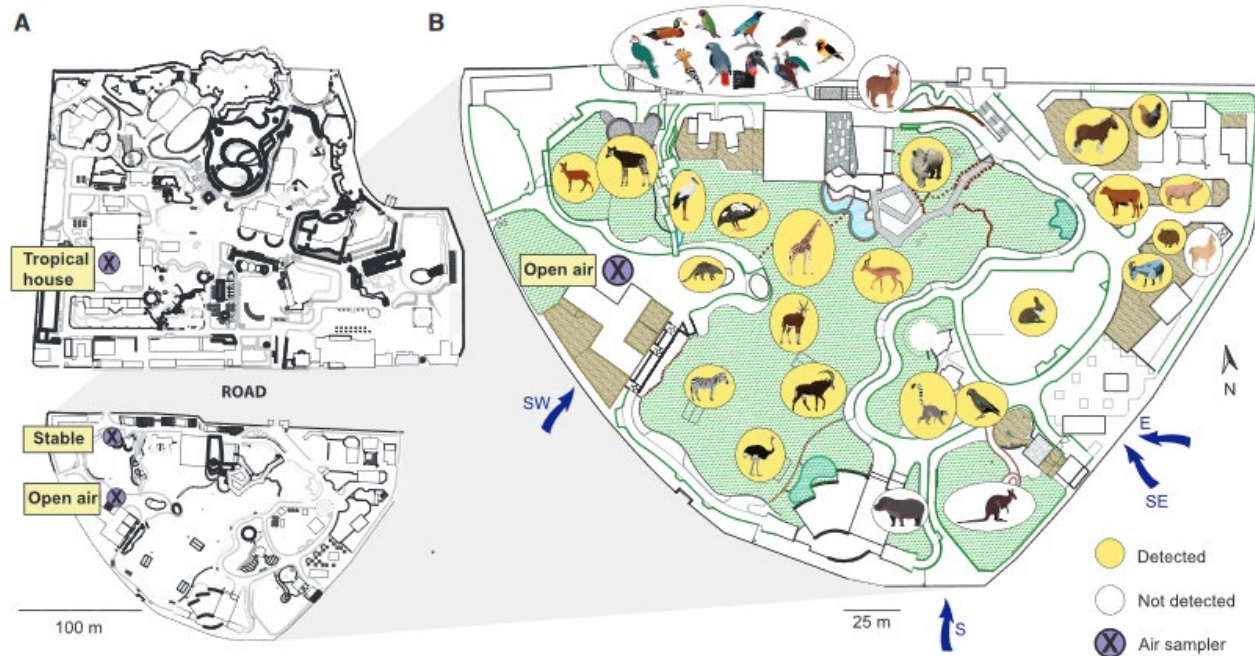 A
B
Tropical
house
Open air
ROAD
Stable
Open air
SW
E
SE
N
S
100 m
25 m
Detected
Not detected
X Air sampler
X
X
X
X